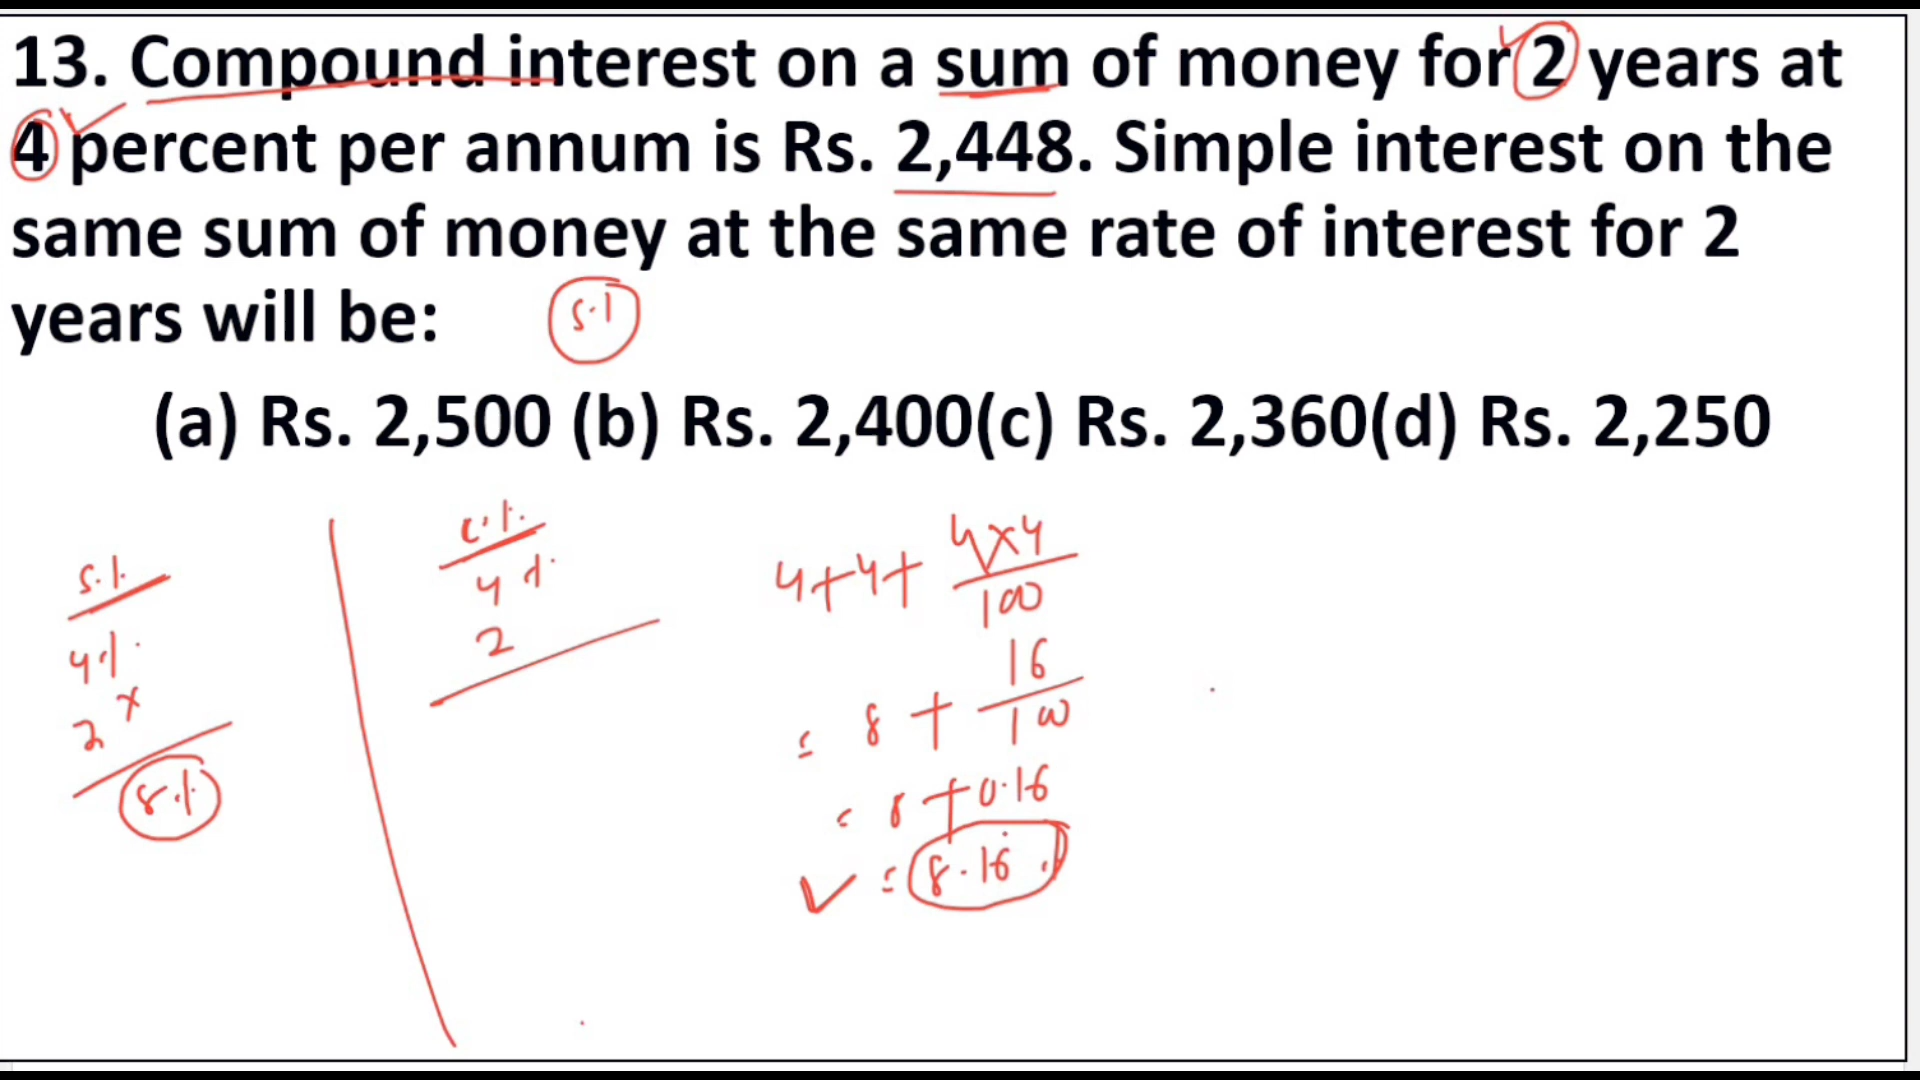 13. Compound interest on a sum of money for 2 years at
4 percent per annum is Rs. 2,448. Simple interest on the
same sum of money at the same rate of interest for 2
years will be:
S.I
(a) Rs. 2,500 (b) Rs. 2,400(c) Rs. 2,360(d) Rs. 2,250
S.I.
4%
2 ×
8%
C.I.
4%
2
4+4+ 4×4/100
= 8 + 16/100
= 8 + 0.16
= 8.16%